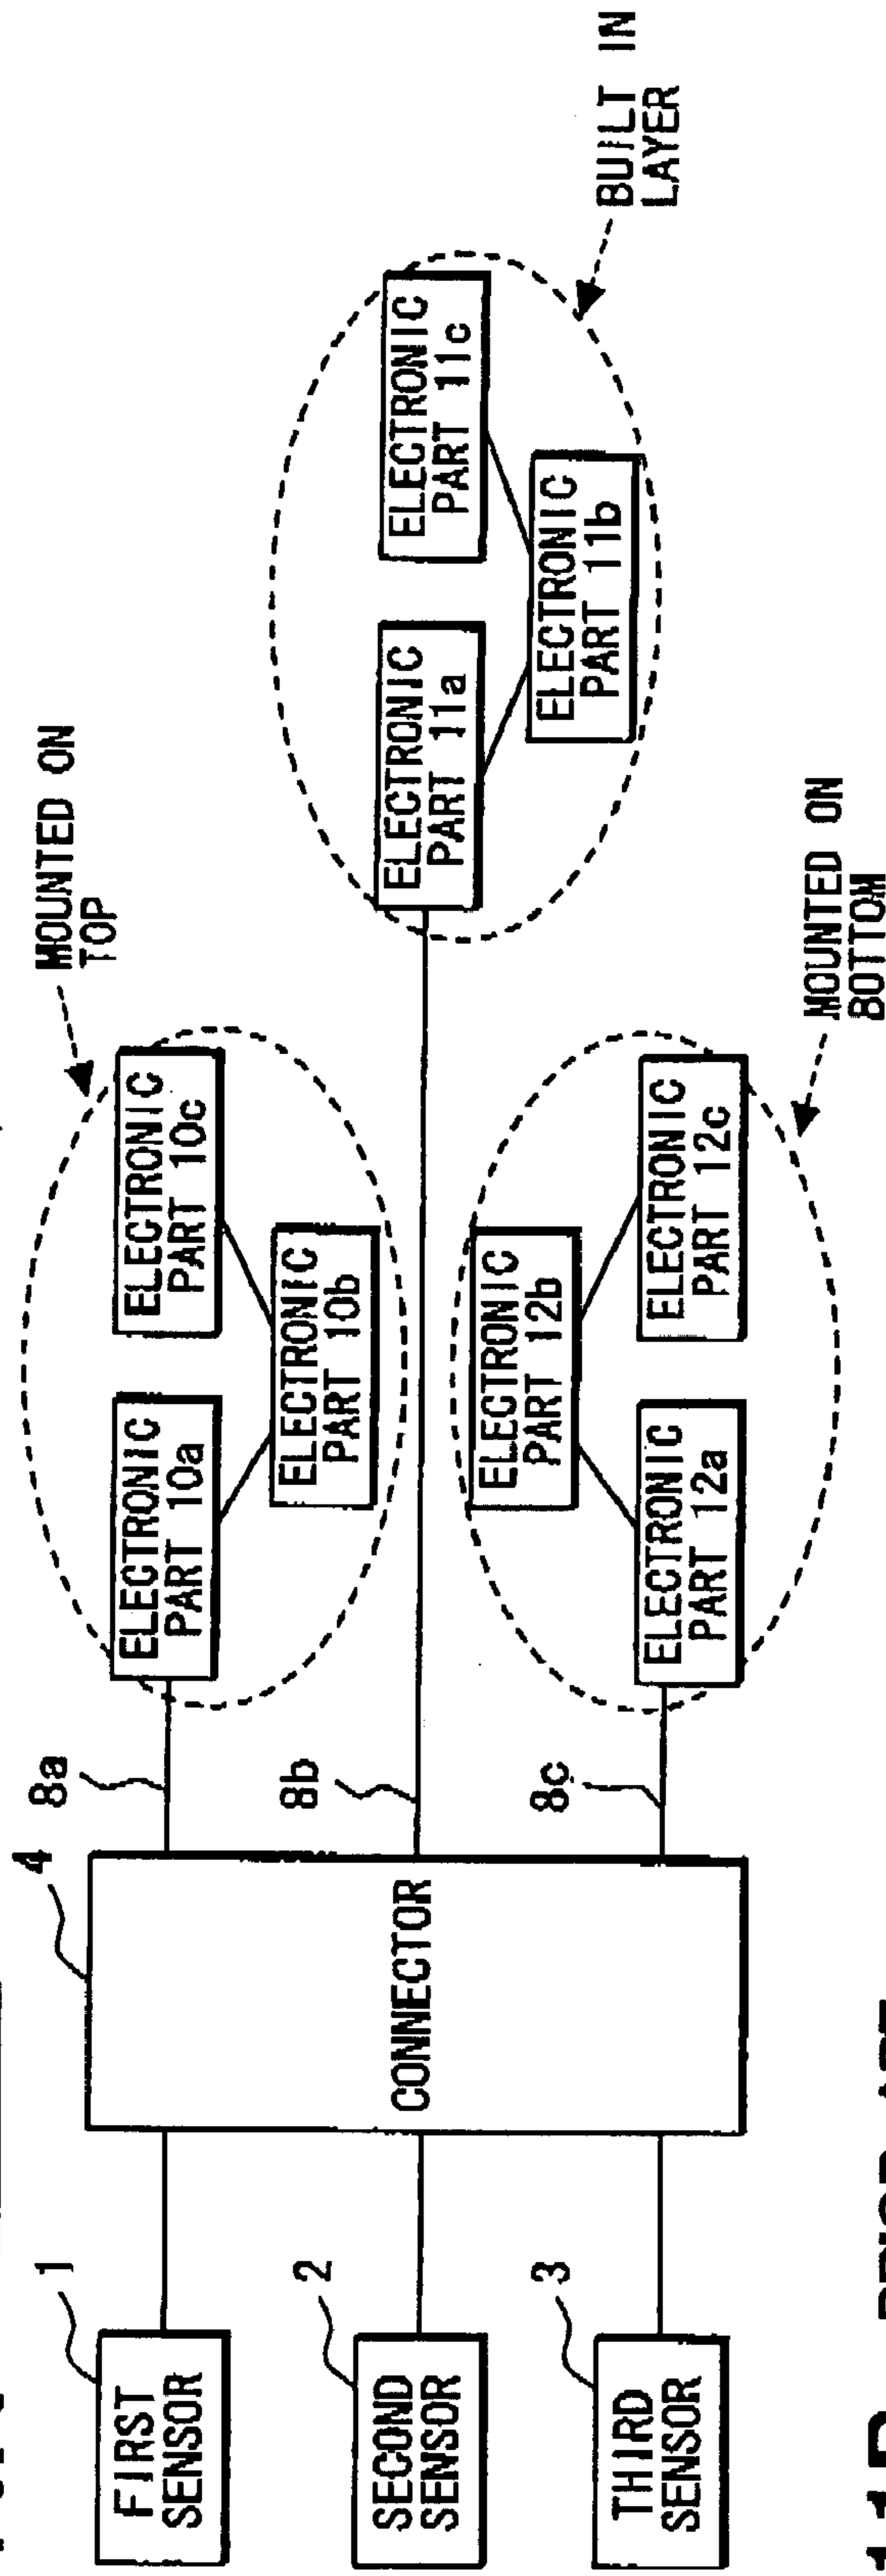 MOUNTED ON
TOP
ELECTRONIC
PART 10a
ELECTRONIC
PART 10c
ELECTRONIC
PART 10b
BUILT IN
LAYER
ELECTRONIC
PART 11a
ELECTRONIC
PART 11c
ELECTRONIC
PART 11b
ELECTRONIC
PART 12b
ELECTRONIC
PART 12a
ELECTRONIC
PART 12c
MOUNTED ON
BOTTOM
1
FIRST
SENSOR
2
SECOND
SENSOR
3
THIRD
SENSOR
4
CONNECTOR
8a
8b
8c